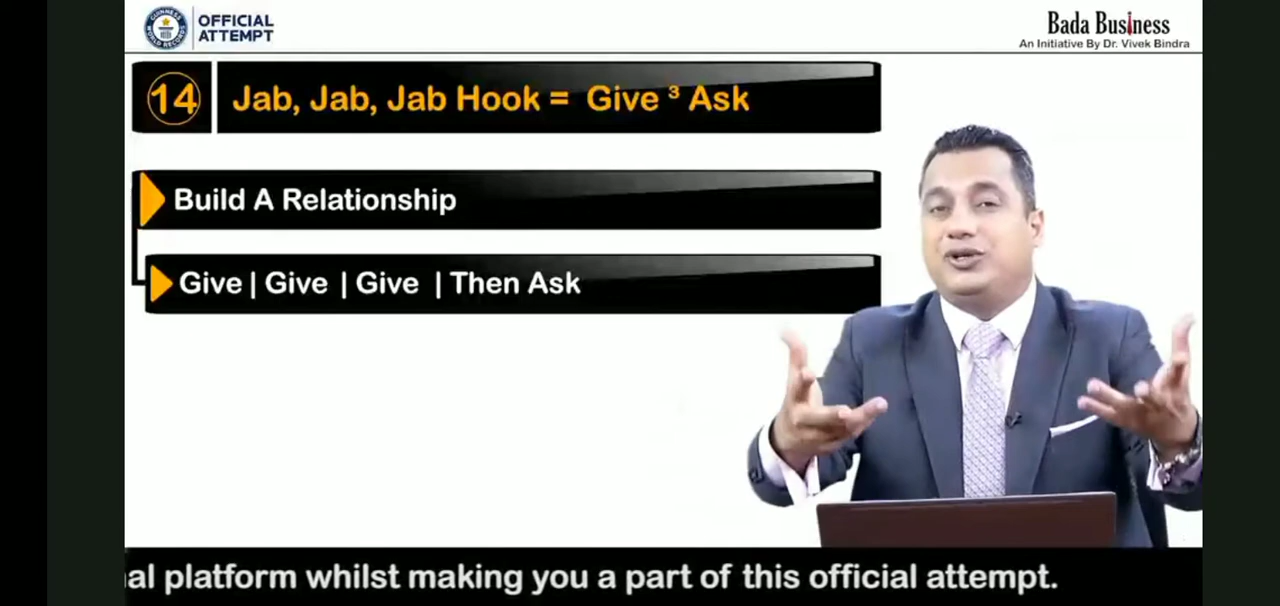 OFFICIAL
ATTEMPT
Bada Business
An Initiative By Dr. Vivek Bindra
14 Jab, Jab, Jab Hook = Give ³ Ask
Build A Relationship
Give | Give | Give | Then Ask
al platform whilst making you a part of this official attempt.